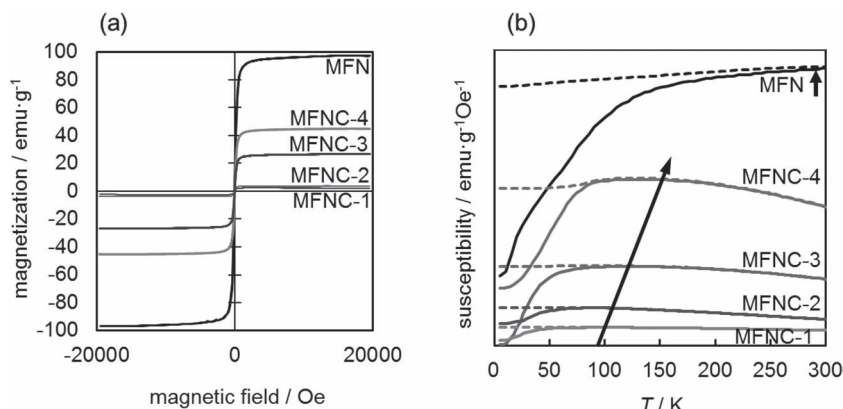 (a)
magnetization / emu·g-1
100
80
60
40
20
0
-20
-40
-60
-80
-100
MFN
MFNC-4
MFNC-3
MFNC-2
MFNC-1
-20000 0 20000
magnetic field / Oe
(b)
susceptibility / emu·g-1Oe-1
MFN
MFNC-4
MFNC-3
MFNC-2
MFNC-1
0 50 100 150 200 250 300
T / K